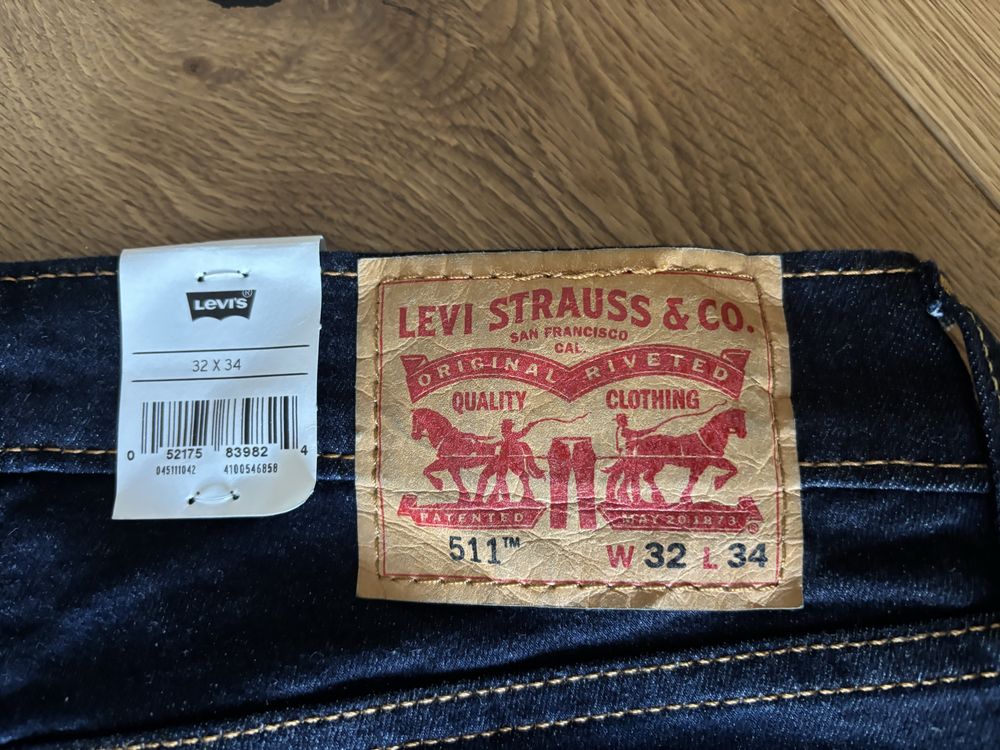 LEVI'S®
32 X 34
0 52175 83982 4
045111042 4100546858
LEVI STRAUSS & CO.
SAN FRANCISCO
CAL.
ORIGINAL RIVETED
QUALITY CLOTHING
PATENTED MAY 20 1873
®
511™ W 32 L 34